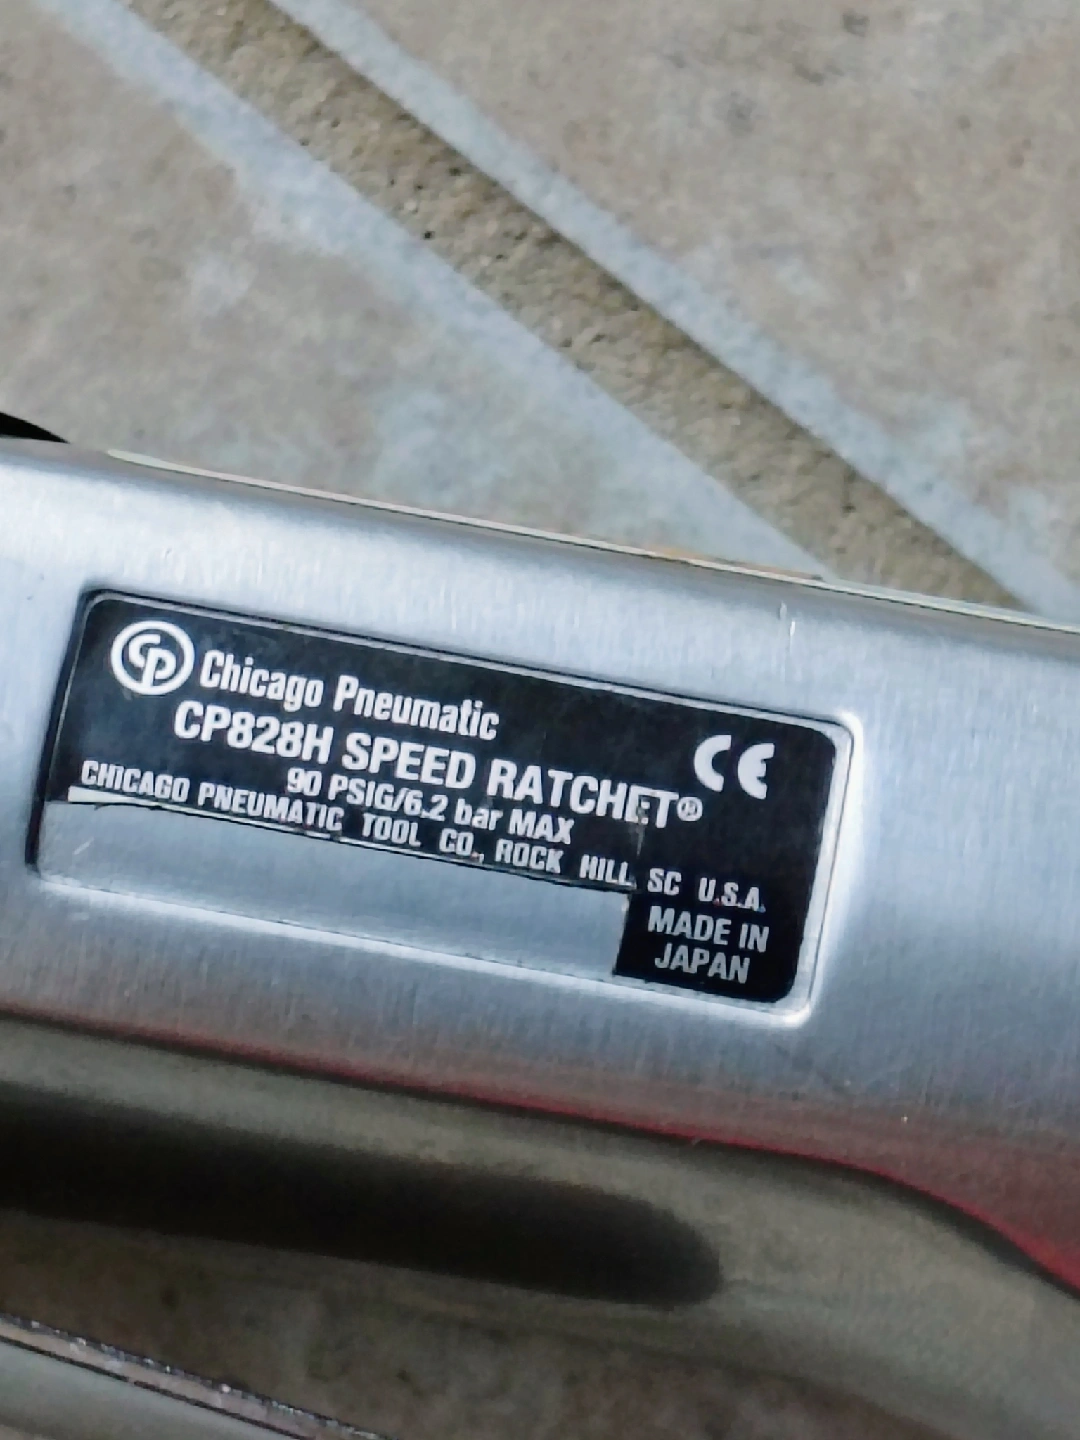 CP Chicago Pneumatic
CP828H SPEED RATCHET®
CE
90 PSIG/6.2 bar MAX
CHICAGO PNEUMATIC TOOL CO., ROCK HILL SC U.S.A.
MADE IN
JAPAN